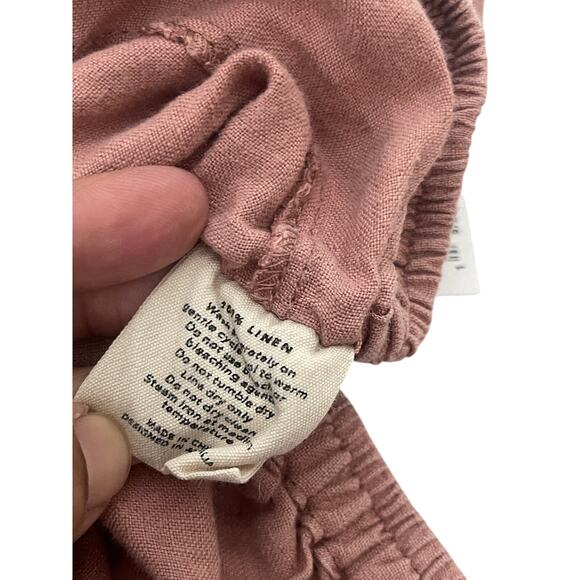 100% LINEN
Wash separately on
gentle cycle
to warm
Do not use
bleaching agent
Do not tumble dry
Line dry only
Do not dry clean
Steam iron at medium
temperature
MADE IN CHINA
DESIGNED IN